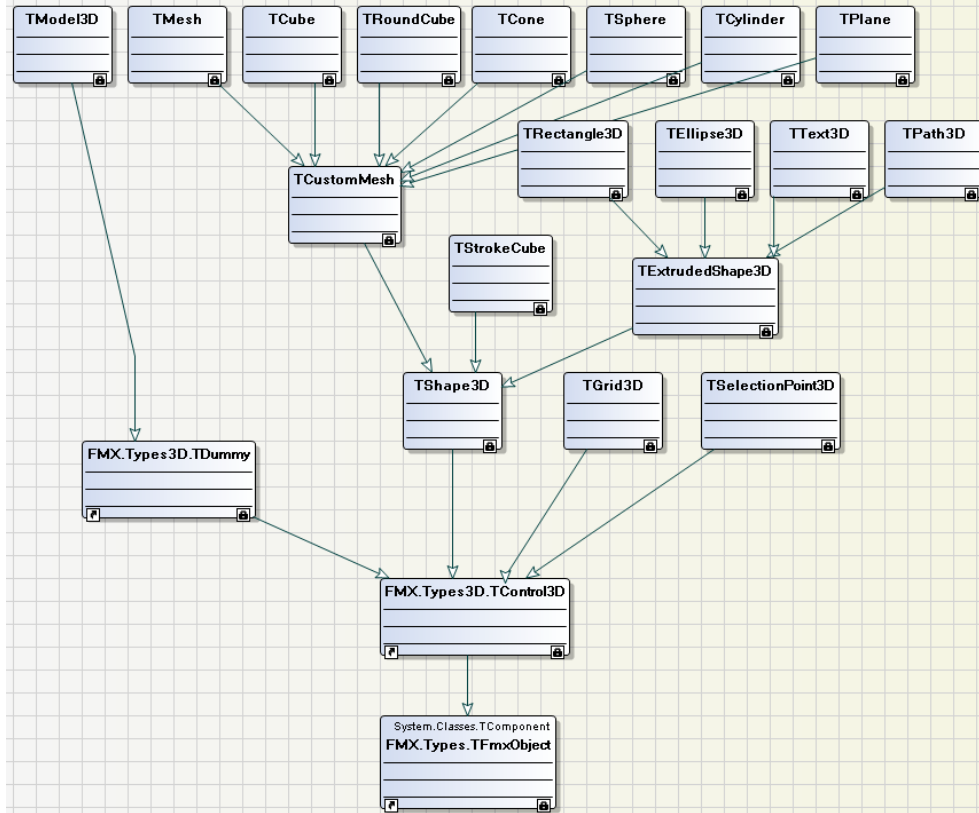 TModel3D
TMesh
TCube
TRoundCube
TCone
TSphere
TCylinder
TPlane
TRectangle3D
TEllipse3D
TText3D
TPath3D
TCustomMesh
TStrokeCube
TExtrudedShape3D
TShape3D
TGrid3D
TSelectionPoint3D
FMX.Types3D.TDummy
FMX.Types3D.TControl3D
System.Classes.TComponent
FMX.Types.TFmxObject